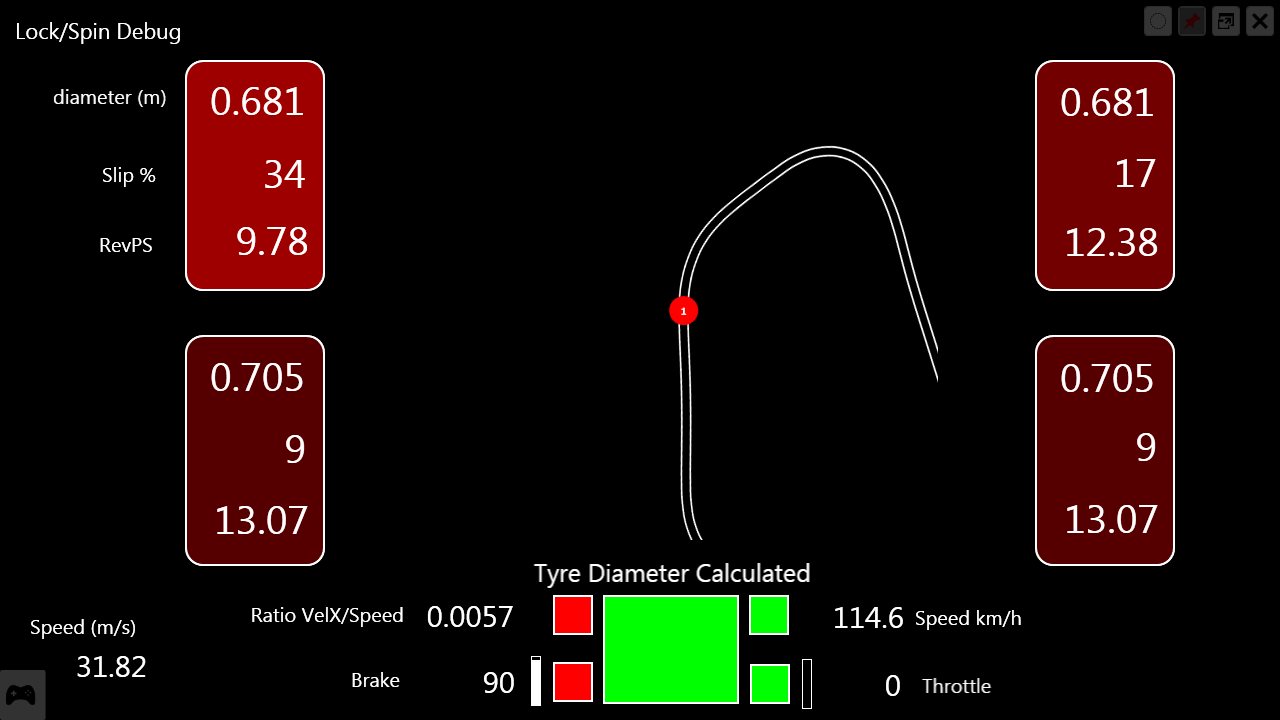 Lock/Spin Debug
diameter (m)
0.681
0.681
Slip %
34
17
RevPS
9.78
12.38
1
0.705
0.705
9
9
13.07
13.07
Tyre Diameter Calculated
Ratio VelX/Speed
0.0057
114.6
Speed km/h
Speed (m/s)
31.82
Brake
90
0
Throttle